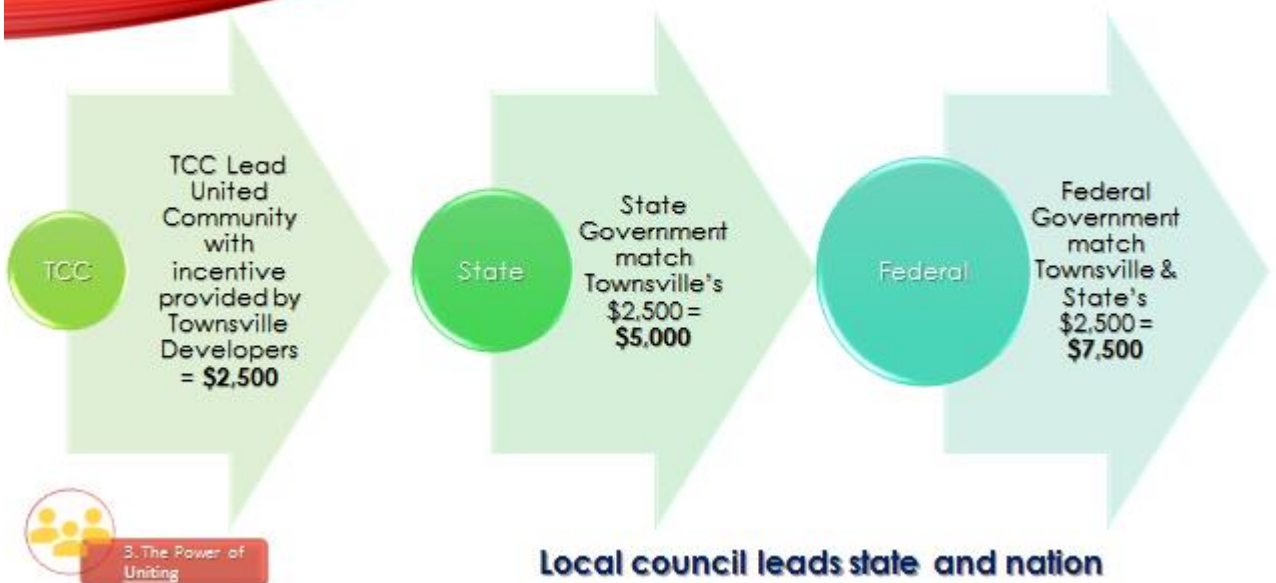 TCC
TCC Lead
United
Community
with
incentive
provided by
Townsville
Developers
= $2,500
State
State
Government
match
Townsville's
$2,500 =
$5,000
Federal
Federal
Government
match
Townsville &
State's
$2,500 =
$7,500
3. The Power of
Uniting
Local council leads state and nation